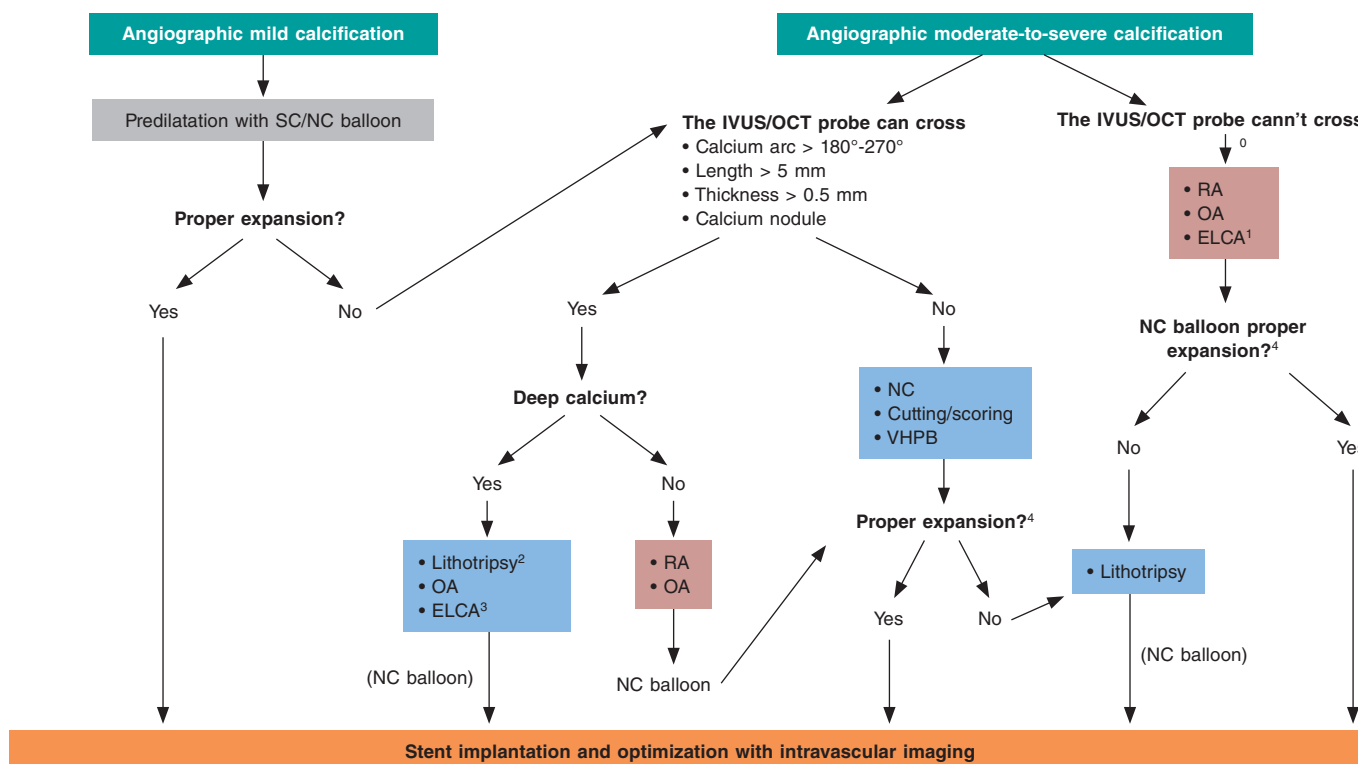 Angiographic mild calcification
Predilatation with SC/NC balloon
Proper expansion?
Yes
No
Angiographic moderate-to-severe calcification
The IVUS/OCT probe can cross
• Calcium arc > 180°-270°
• Length > 5 mm
• Thickness > 0.5 mm
• Calcium nodule
Yes
No
Deep calcium?
Yes
No
• Lithotripsy²
• OA
• ELCA³
(NC balloon)
• RA
• OA
NC balloon
• NC
• Cutting/scoring
• VHPB
Proper expansion?⁴
Yes
No
The IVUS/OCT probe cann't cross
0
• RA
• OA
• ELCA¹
NC balloon proper
expansion?⁴
No
Yes
• Lithotripsy
(NC balloon)
Stent implantation and optimization with intravascular imaging